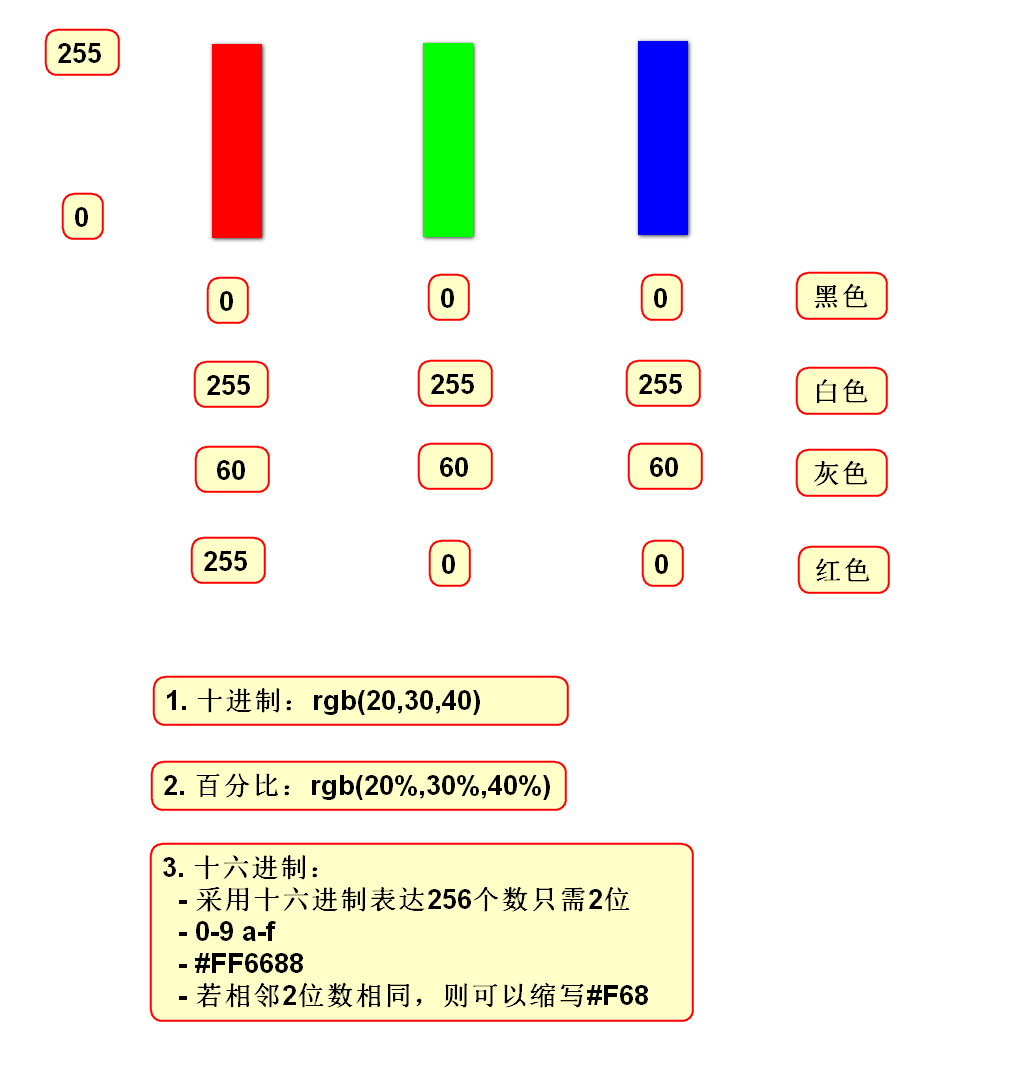 255
0
0 0 0 黑色
255 255 255 白色
60 60 60 灰色
255 0 0 红色
1. 十进制：rgb(20,30,40)
2. 百分比：rgb(20%,30%,40%)
3. 十六进制：
- 采用十六进制表达256个数只需2位
- 0-9 a-f
- #FF6688
- 若相邻2位数相同，则可以缩写#F68